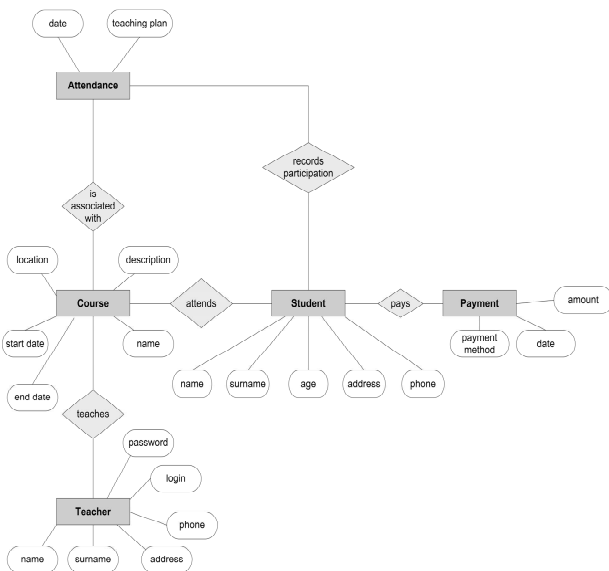 date
teaching plan
Attendance
records
participation
is
associated
with
location
description
Course
attends
Student
pays
Payment
amount
start date
name
payment
method
date
end date
name
surname
age
address
phone
teaches
password
login
Teacher
phone
name
surname
address